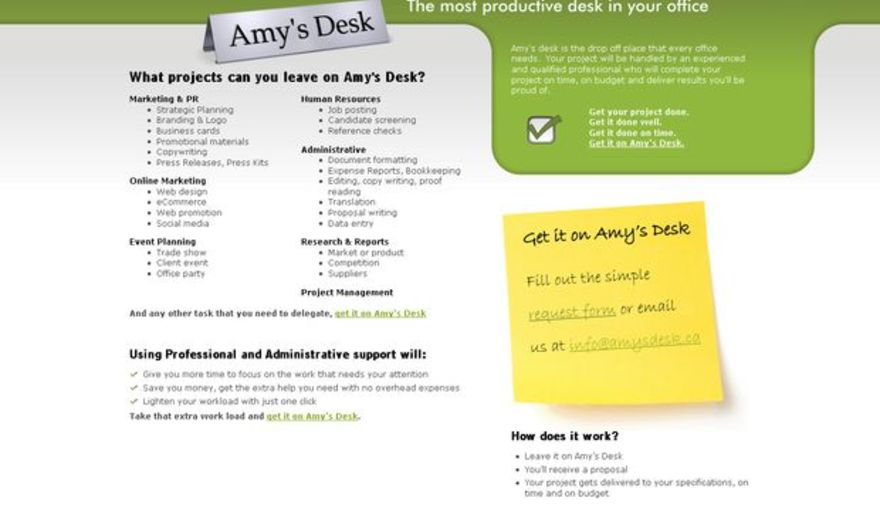 The most productive desk in your office
Amy's Desk
What projects can you leave on Amy's Desk?
Marketing & PR
Strategic Planning
Branding & Logo
Business cards
Promotional materials
Copywriting
Press Releases, Press Kits
Online Marketing
Web design
eCommerce
Web promotion
Social media
Event Planning
Trade show
Client event
Office party
Human Resources
Job posting
Candidate screening
Reference checks
Administrative
Document formatting
Expense Reports, Bookkeeping
Editing, copy writing, proof
reading
Translation
Proposal writing
Data entry
Research & Reports
Market or product
Competition
Suppliers
Project Management
And any other task that you need to delegate, get it on Amy's Desk
Using Professional and Administrative support will:
Give you more time to focus on the work that needs your attention
Save you money, get the extra help you need with no overhead expenses
Lighten your workload with just one click
Take that extra work load and get it on Amy's Desk.
Amy's desk is the drop off place that every office
needs. Your project will be handled by an experienced
and qualified professional who will complete your
project on time, on budget and deliver results you'll be
proud of.
Get your project done.
Get it done well.
Get it done on time.
Get it on Amy's Desk.
Get it on Amy's Desk
Fill out the simple
request form or email
us at info@amysdesk.ca
How does it work?
Leave it on Amy's Desk
You'll receive a proposal
Your project gets delivered to your specifications, on
time and on budget